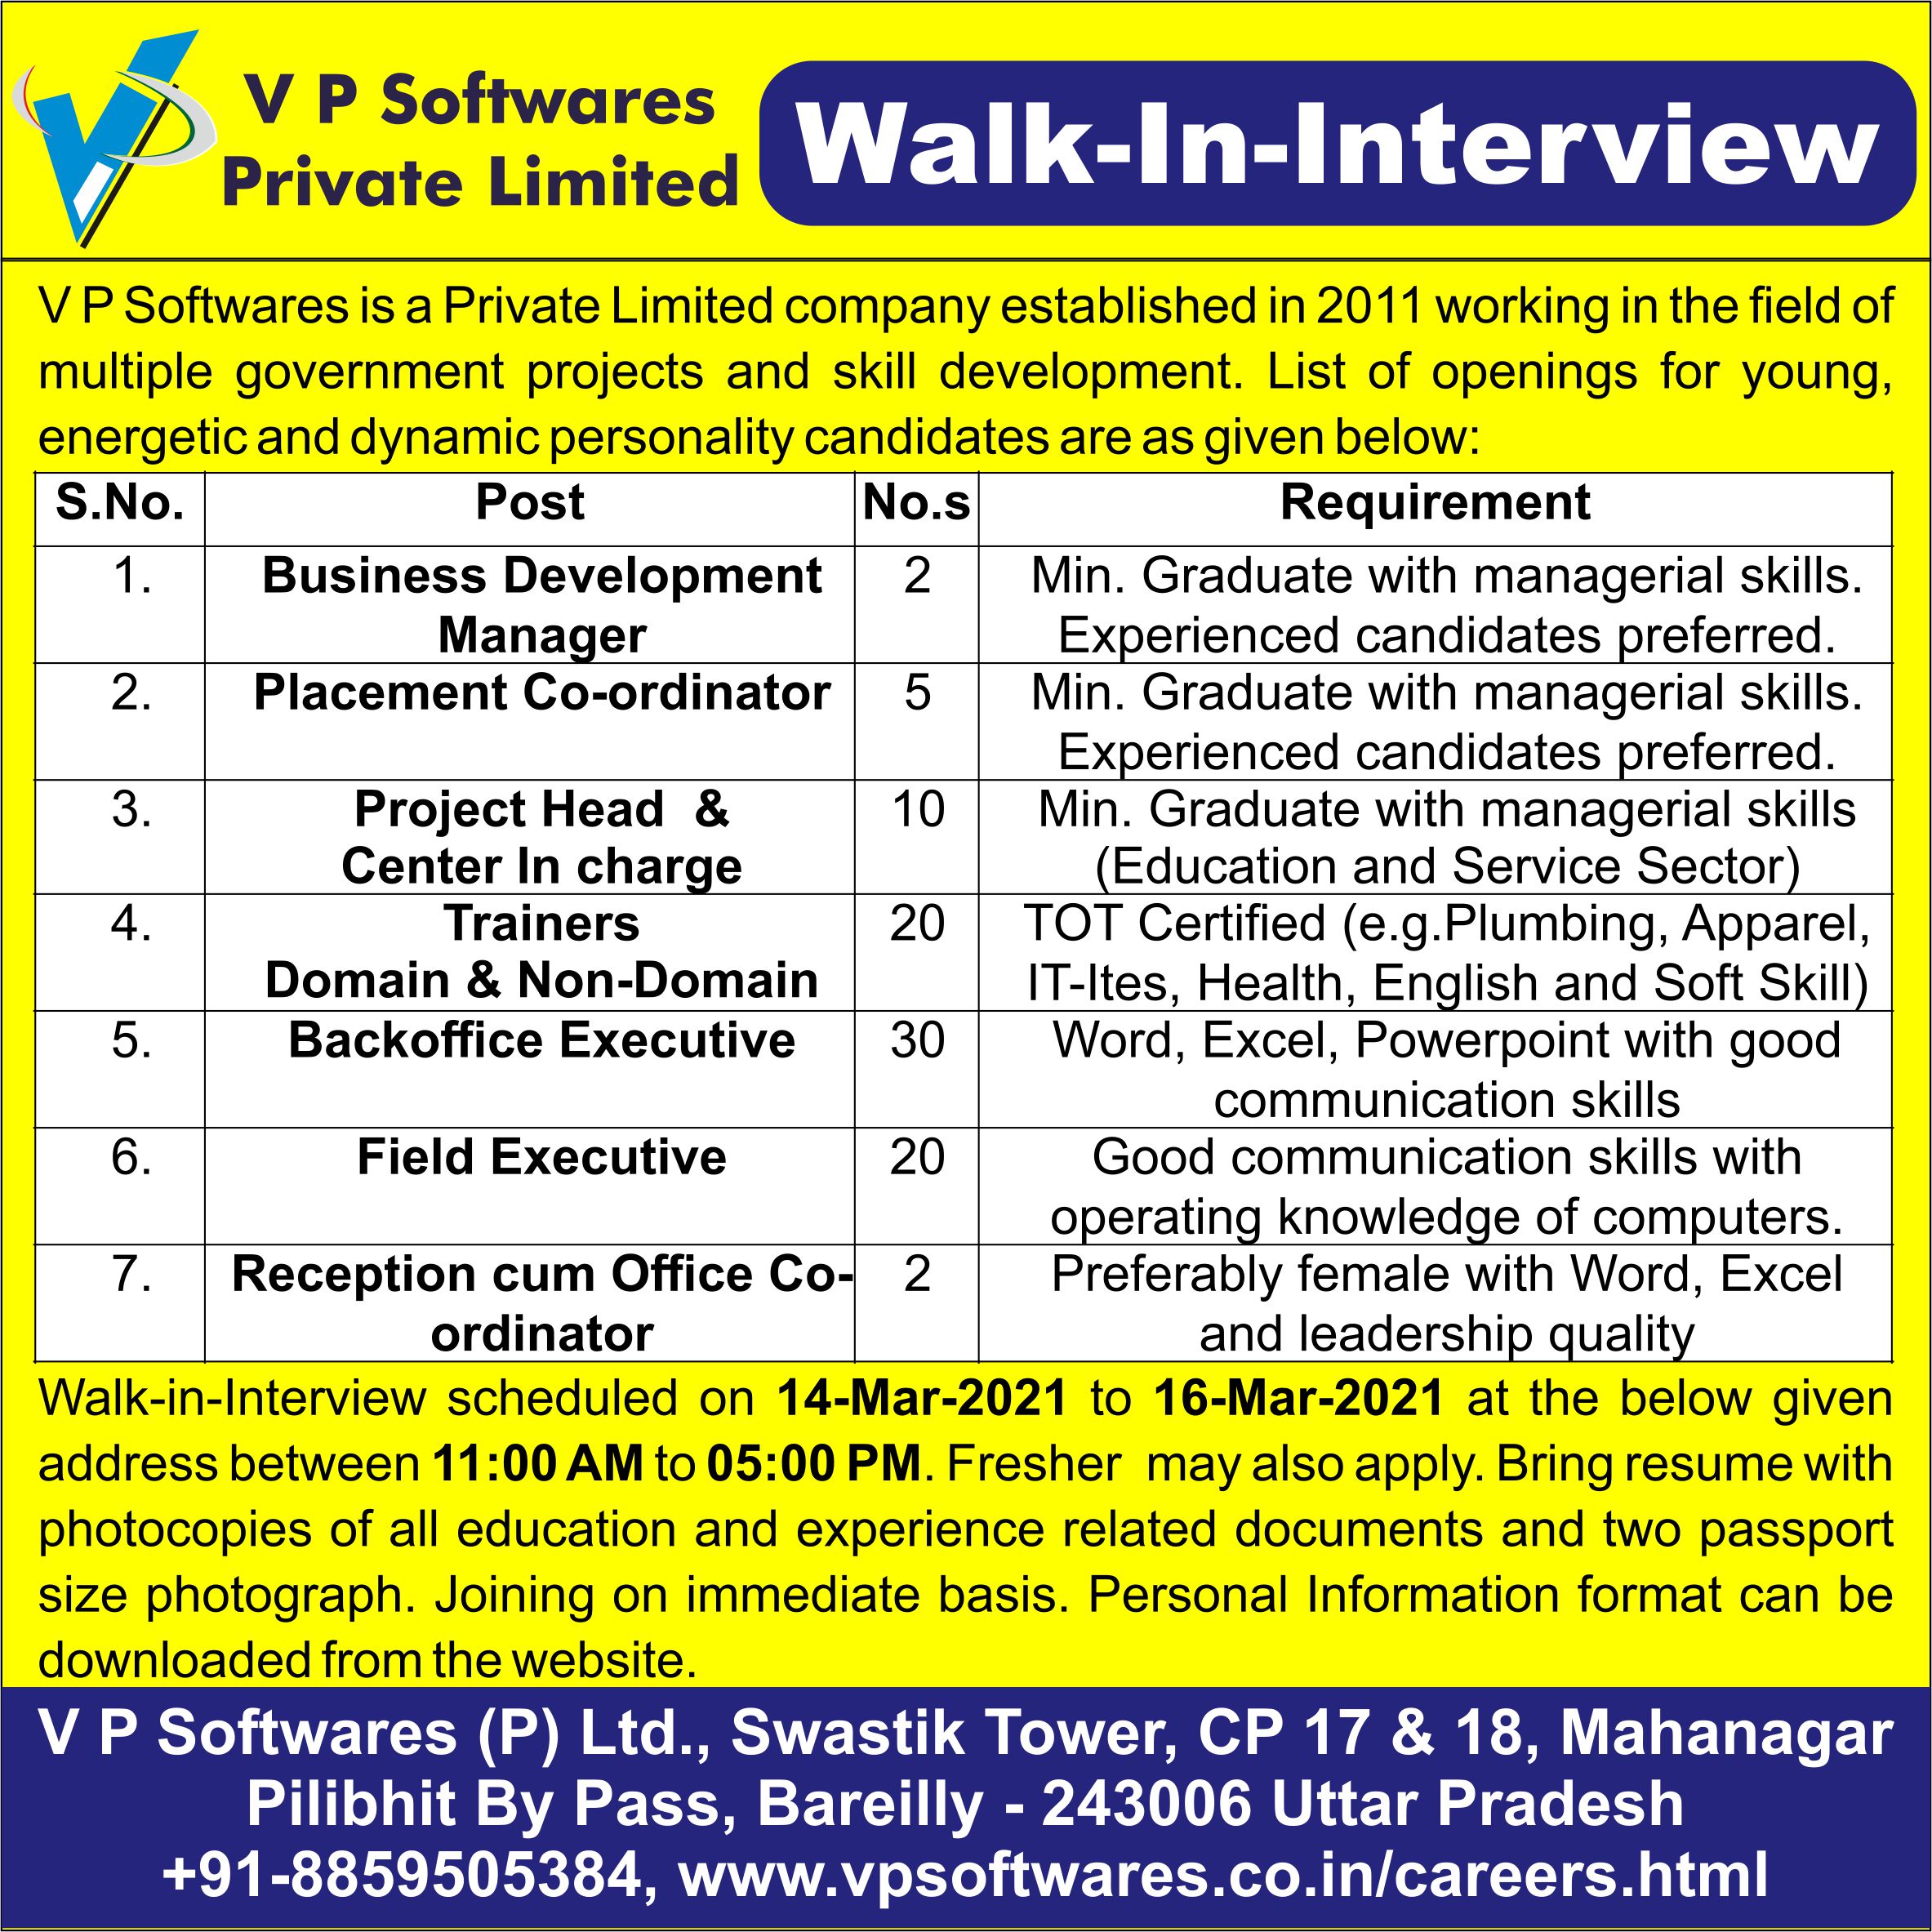 V P Softwares
Private Limited
Walk-In-Interview
V P Softwares is a Private Limited company established in 2011 working in the field of
multiple government projects and skill development. List of openings for young,
energetic and dynamic personality candidates are as given below:
S.No. Post No.s Requirement
1. Business Development 2 Min. Graduate with managerial skills.
Manager Experienced candidates preferred.
2. Placement Co-ordinator 5 Min. Graduate with managerial skills.
Experienced candidates preferred.
3. Project Head & 10 Min. Graduate with managerial skills
Center In charge (Education and Service Sector)
4. Trainers 20 TOT Certified (e.g.Plumbing, Apparel,
Domain & Non-Domain IT-Ites, Health, English and Soft Skill)
5. Backoffice Executive 30 Word, Excel, Powerpoint with good
communication skills
6. Field Executive 20 Good communication skills with
operating knowledge of computers.
7. Reception cum Office Co- 2 Preferably female with Word, Excel
ordinator and leadership quality
Walk-in-Interview scheduled on 14-Mar-2021 to 16-Mar-2021 at the below given
address between 11:00 AM to 05:00 PM. Fresher may also apply. Bring resume with
photocopies of all education and experience related documents and two passport
size photograph. Joining on immediate basis. Personal Information format can be
downloaded from the website.
V P Softwares (P) Ltd., Swastik Tower, CP 17 & 18, Mahanagar
Pilibhit By Pass, Bareilly - 243006 Uttar Pradesh
+91-8859505384, www.vpsoftwares.co.in/careers.html